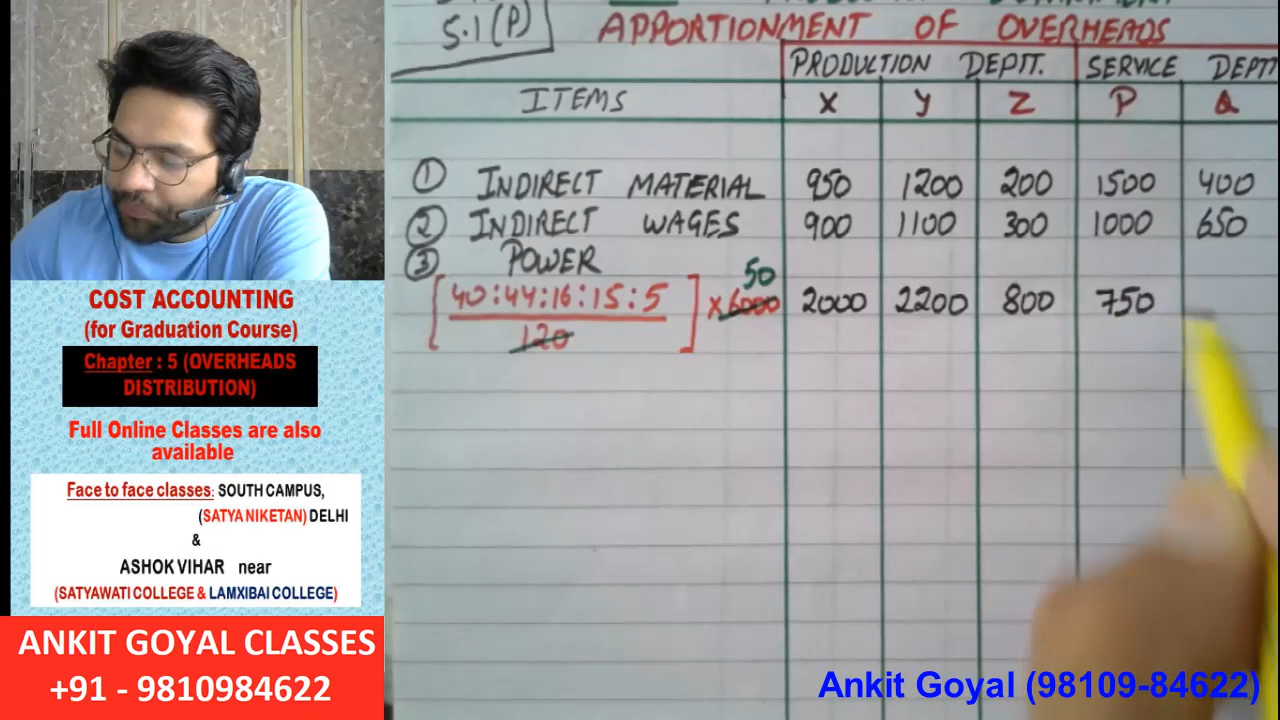 5.1(P)
APPORTIONMENT OF OVERHEADS
PRODUCTION DEPTT. SERVICE DEPTT
ITEMS X Y Z P Q
① INDIRECT MATERIAL 950 1200 200 1500 400
② INDIRECT WAGES 900 1100 300 1000 650
③ POWER
50
[40:44:16:15:5 ] x 6000 2000 2200 800 750
120
COST ACCOUNTING
(for Graduation Course)
Chapter : 5 (OVERHEADS
DISTRIBUTION)
Full Online Classes are also
available
Face to face classes: SOUTH CAMPUS,
(SATYA NIKETAN) DELHI
&
ASHOK VIHAR near
(SATYAWATI COLLEGE & LAMXIBAI COLLEGE)
ANKIT GOYAL CLASSES
+91 - 9810984622
Ankit Goyal (98109-84622)